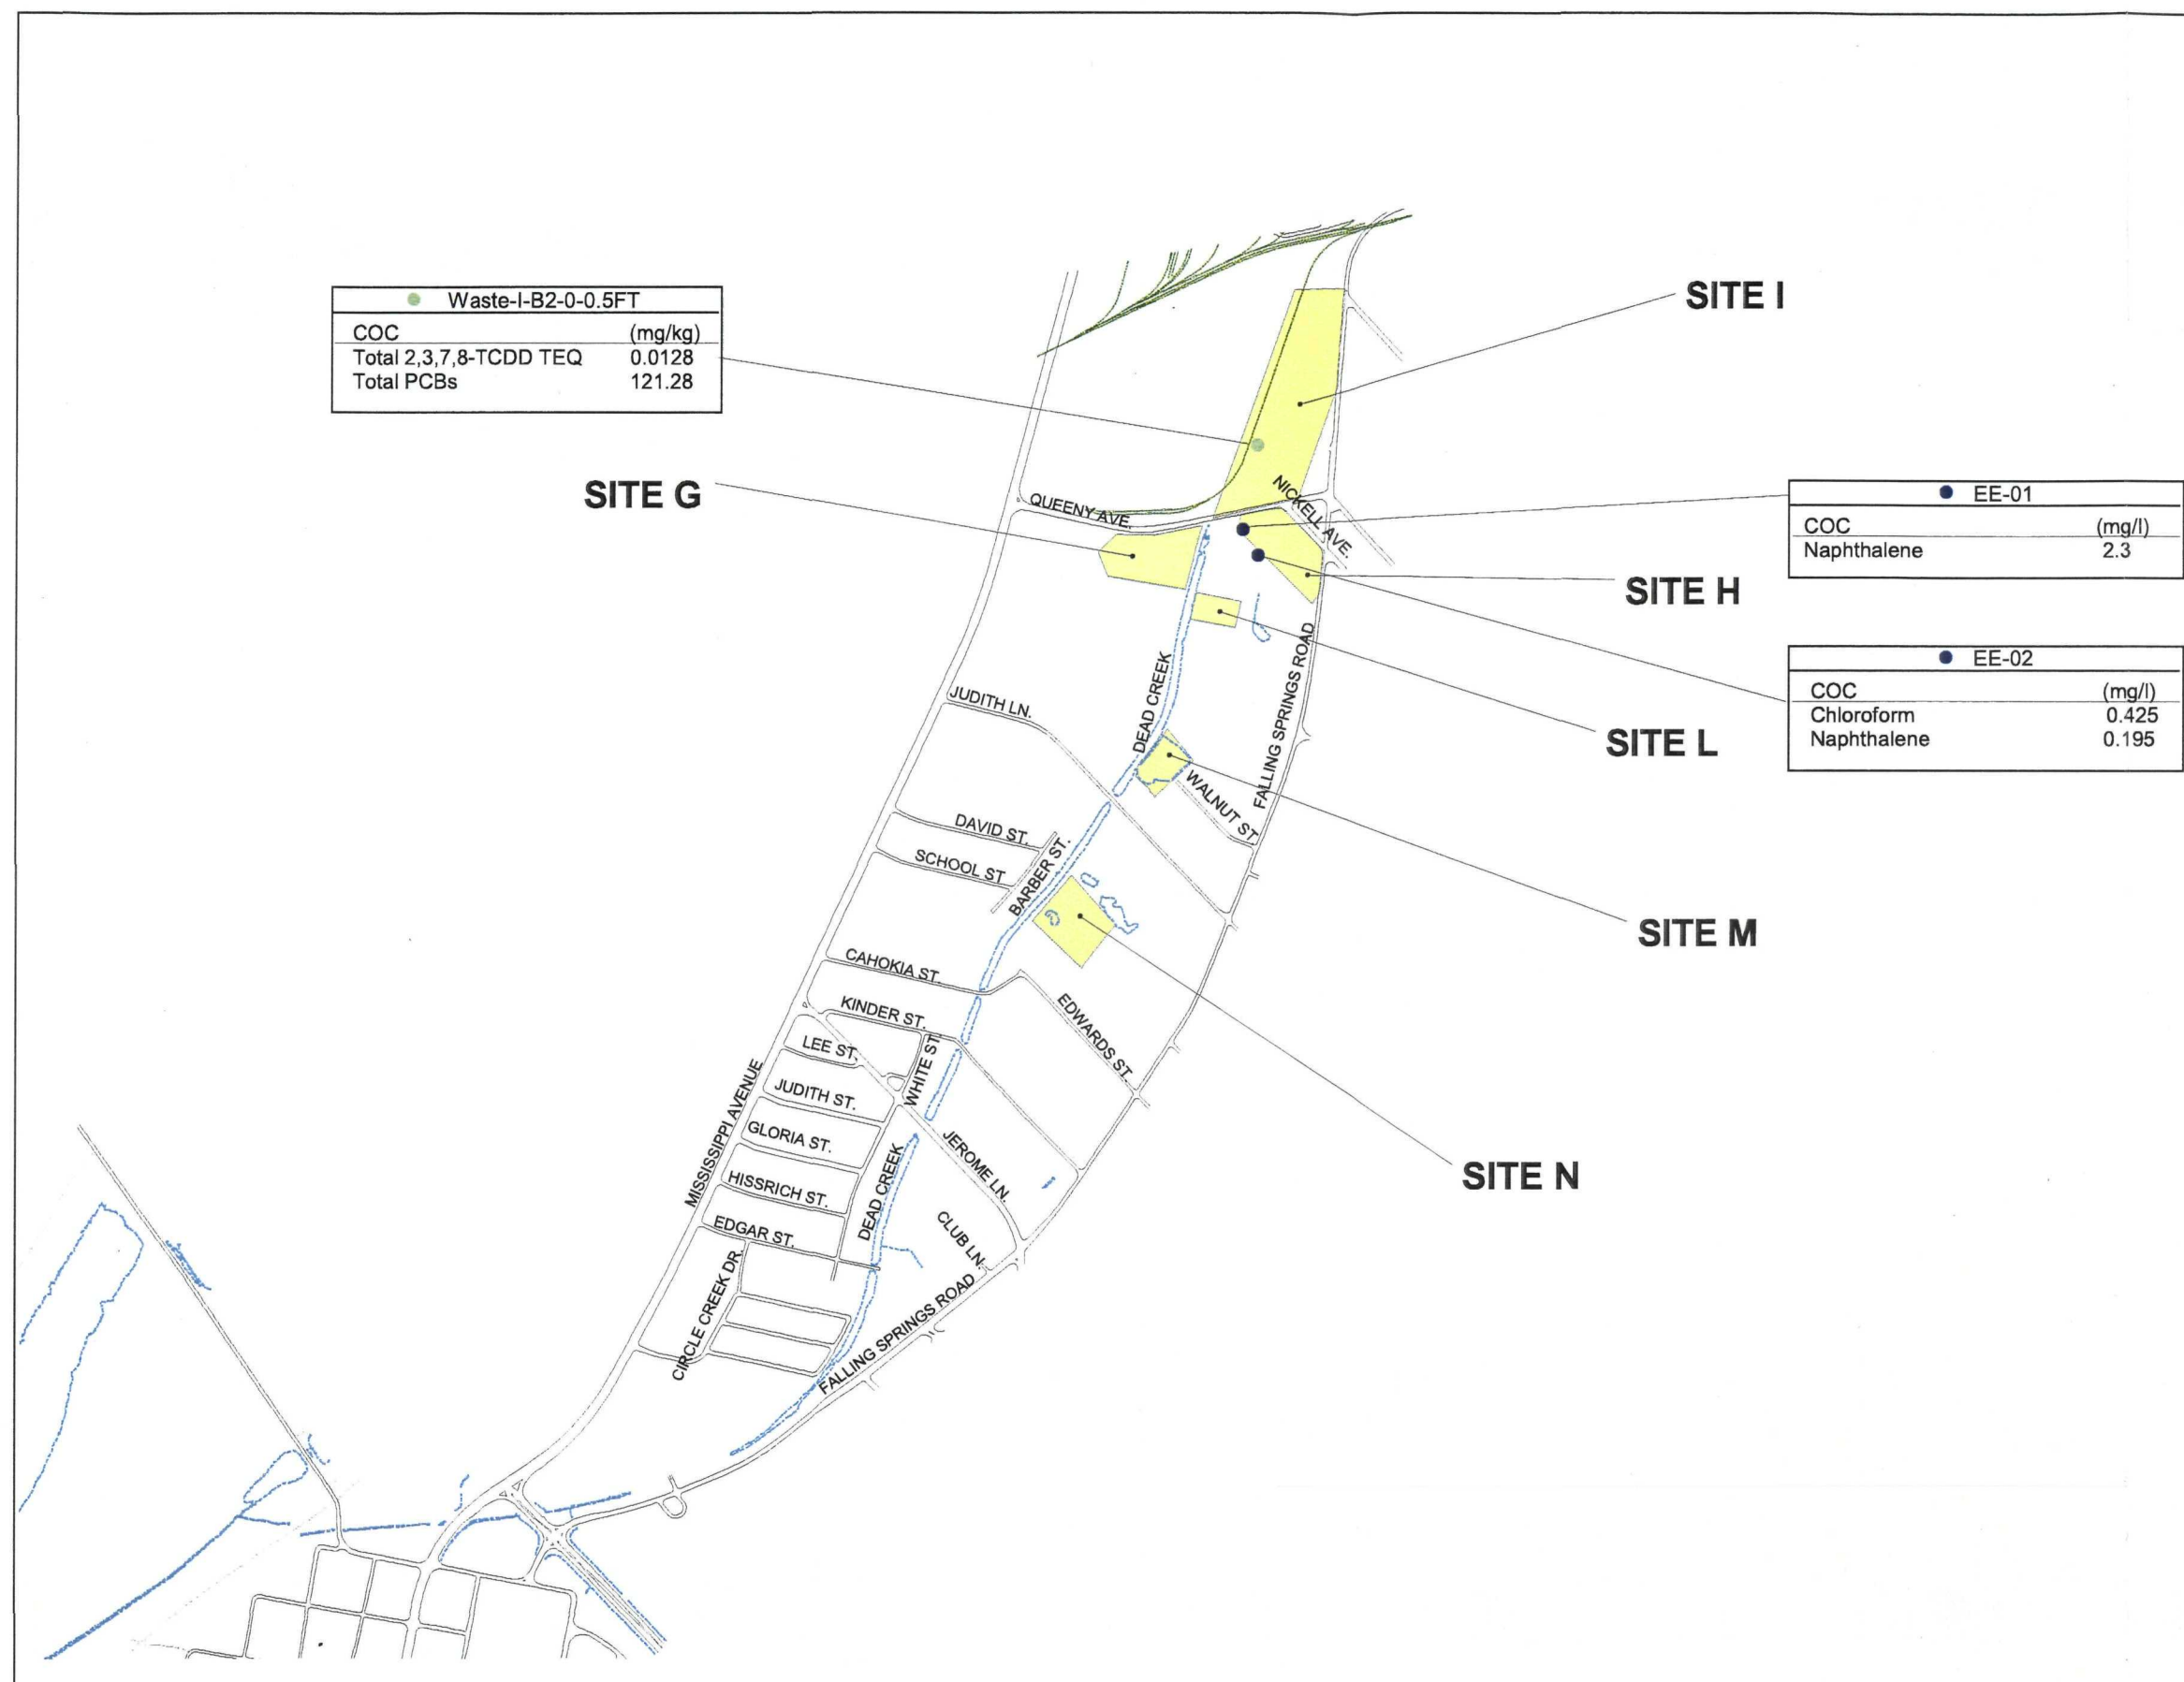 SITE I
Waste-I-B2-0-0.5FT
COC (mg/kg)
Total 2,3,7,8-TCDD TEQ 0.0128
Total PCBs 121.28
SITE G
QUEENY AVE.
NICKELL AVE.
EE-01
COC (mg/l)
Naphthalene 2.3
SITE H
EE-02
COC (mg/l)
Chloroform 0.425
Naphthalene 0.195
SITE L
JUDITH LN.
DEAD CREEK
FALLING SPRINGS ROAD
WALNUT ST
DAVID ST.
SCHOOL ST
BARBER ST.
SITE M
CAHOKIA ST.
KINDER ST.
EDWARDS ST.
LEE ST.
WHITE ST.
JUDITH ST.
MISSISSIPPI AVENUE
GLORIA ST.
JEROME LN.
SITE N
HISSRICH ST.
DEAD CREEK
EDGAR ST.
CLUB LN.
CIRCLE CREEK DR.
FALLING SPRINGS ROAD